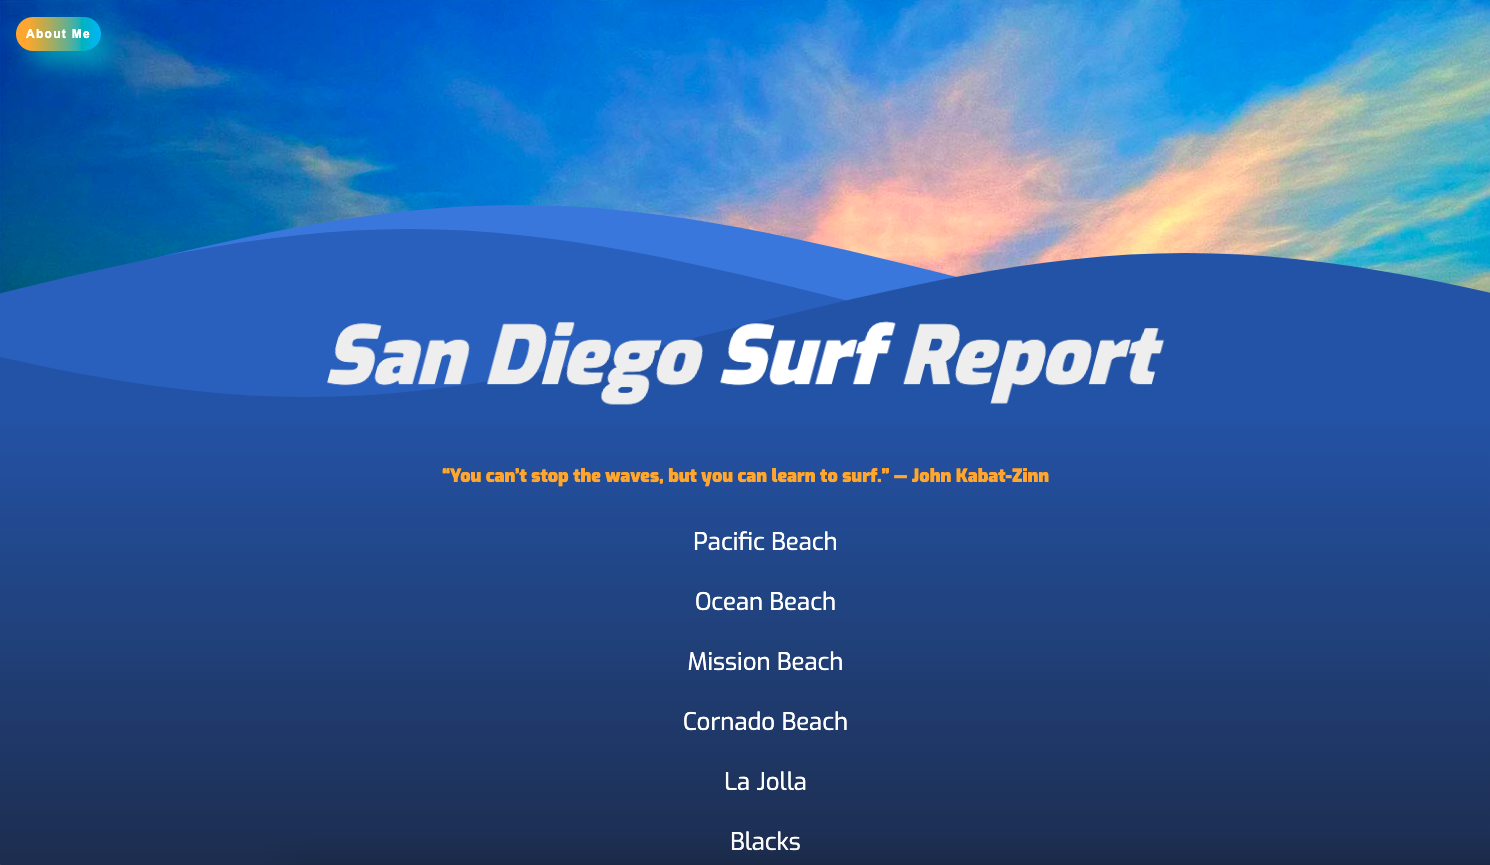 About Me
San Diego Surf Report
“You can’t stop the waves, but you can learn to surf.” — John Kabat-Zinn
Pacific Beach
Ocean Beach
Mission Beach
Cornado Beach
La Jolla
Blacks